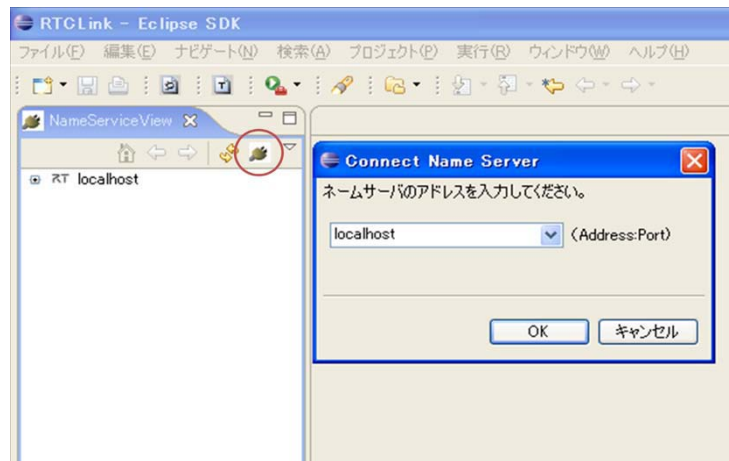 RTCLink - Eclipse SDK
ファイル(F) 編集(E) ナビゲート(N) 検索(A) プロジェクト(P) 実行(R) ウィンドウ(W) ヘルプ(H)
NameServiceView
RT localhost
Connect Name Server
ネームサーバのアドレスを入力してください。
localhost (Address:Port)
OK キャンセル